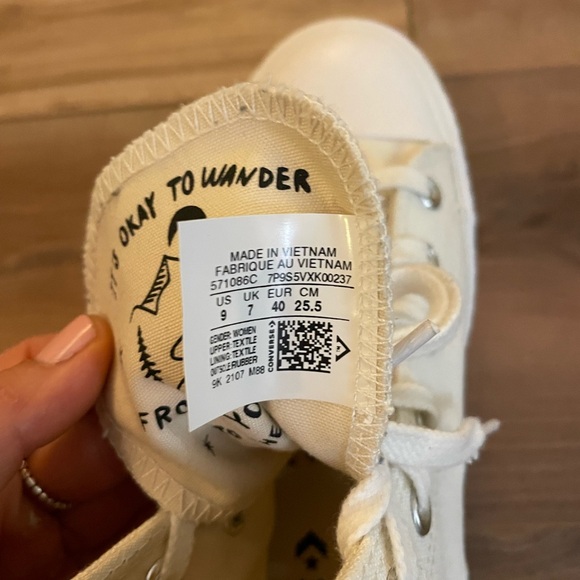 IT'S OKAY TO WANDER
MADE IN VIETNAM
FABRIQUE AU VIETNAM
571086C 7P9S5VXK00237
US UK EUR CM
9 7 40 25.5
GENDER: WOMEN
UPPER: TEXTILE
LINING: TEXTILE
OUTSOLE: RUBBER
9K 2107 M88
CONVERSE